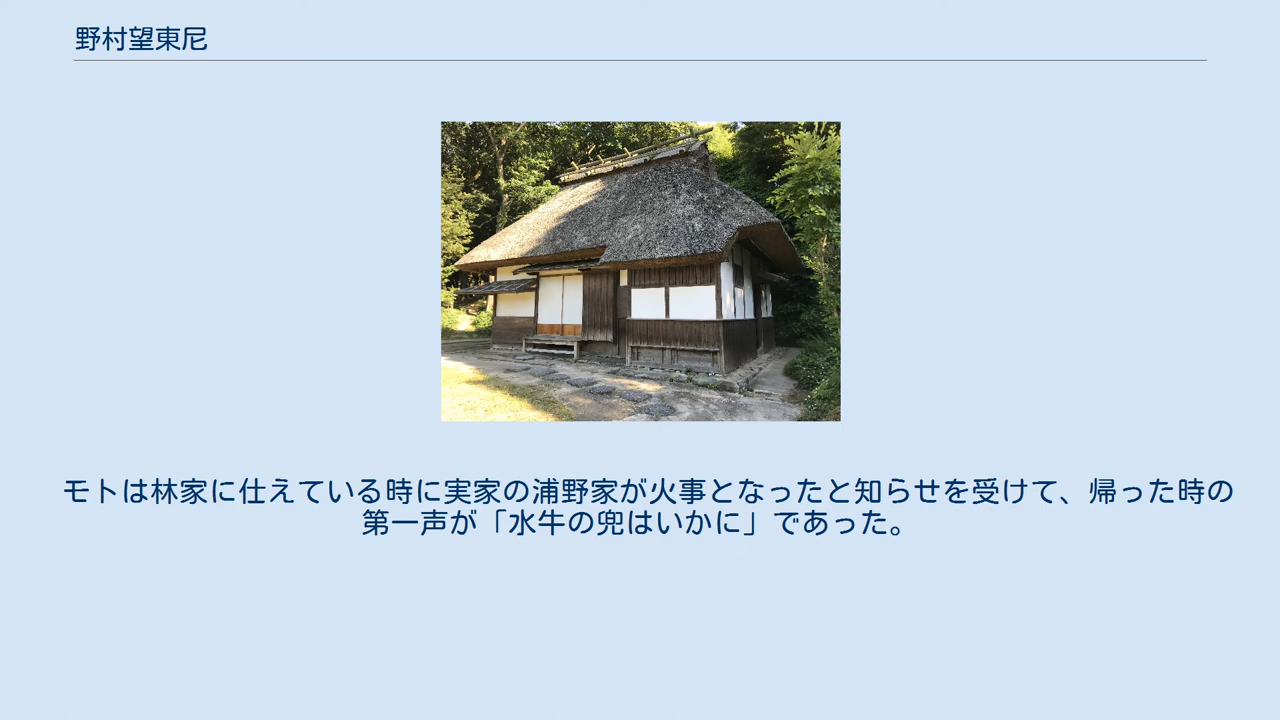 野村望東尼
モトは林家に仕えている時に実家の浦野家が火事となったと知らせを受けて、帰った時の
第一声が「水牛の兜はいかに」であった。